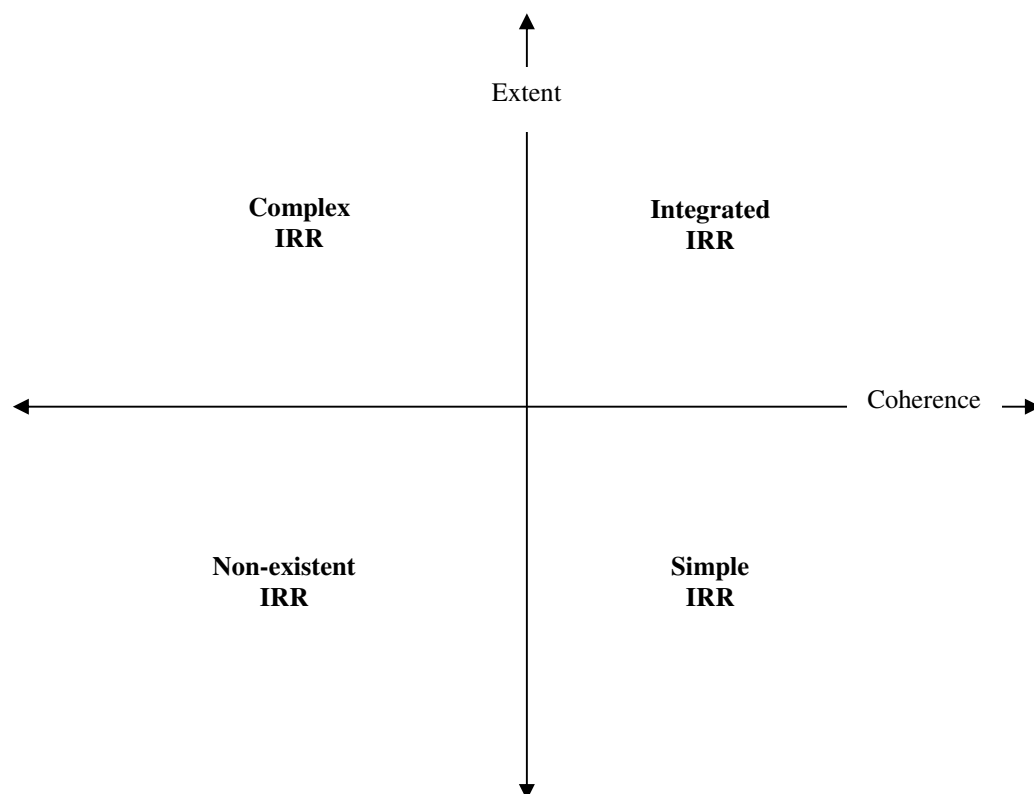 Extent
Complex
IRR
Integrated
IRR
Coherence
Non-existent
IRR
Simple
IRR